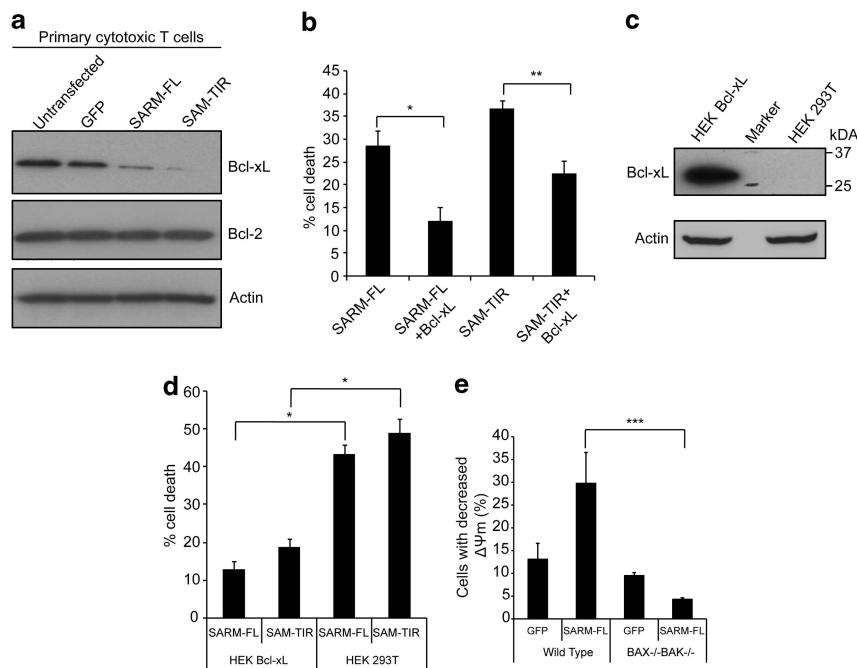 a
Primary cytotoxic T cells
Untransfected
GFP
SARM-FL
SAM-TIR
Bcl-xL
Bcl-2
Actin
b
% cell death
45
40
35
30
25
20
15
10
5
0
*
**
SARM-FL
SARM-FL
+Bcl-xL
SAM-TIR
SAM-TIR+
Bcl-xL
c
HEK Bcl-xL
Marker
HEK 293T
kDA
37
25
Bcl-xL
Actin
d
% cell death
60
50
40
30
20
10
0
*
*
SARM-FL SAM-TIR SARM-FL SAM-TIR
HEK Bcl-xL HEK 293T
e
Cells with decreased
ΔΨm (%)
40
35
30
25
20
15
10
5
0
***
GFP SARM-FL GFP SARM-FL
Wild Type BAX-/-BAK-/-